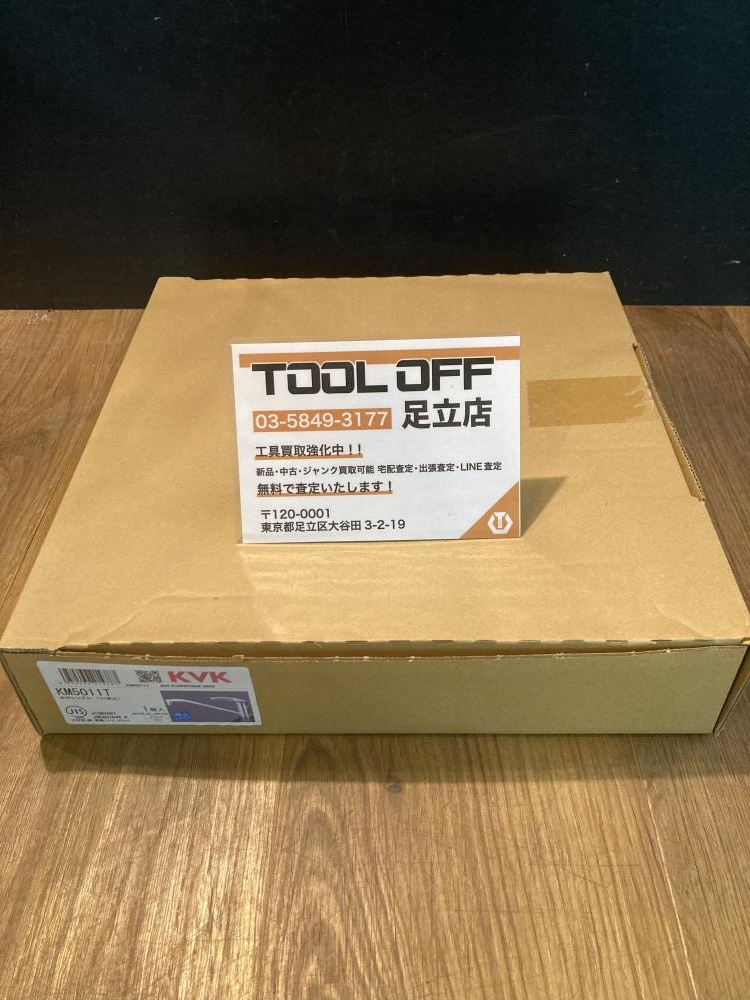 TOOL OFF
03-5849-3177 足立店
工具買取強化中!!
新品・中古・ジャンク買取可能 宅配査定・出張査定・LINE査定
無料で査定いたします!
〒120-0001
東京都足立区大谷田 3-2-19
KVK
KM5011T
JIS
1個入